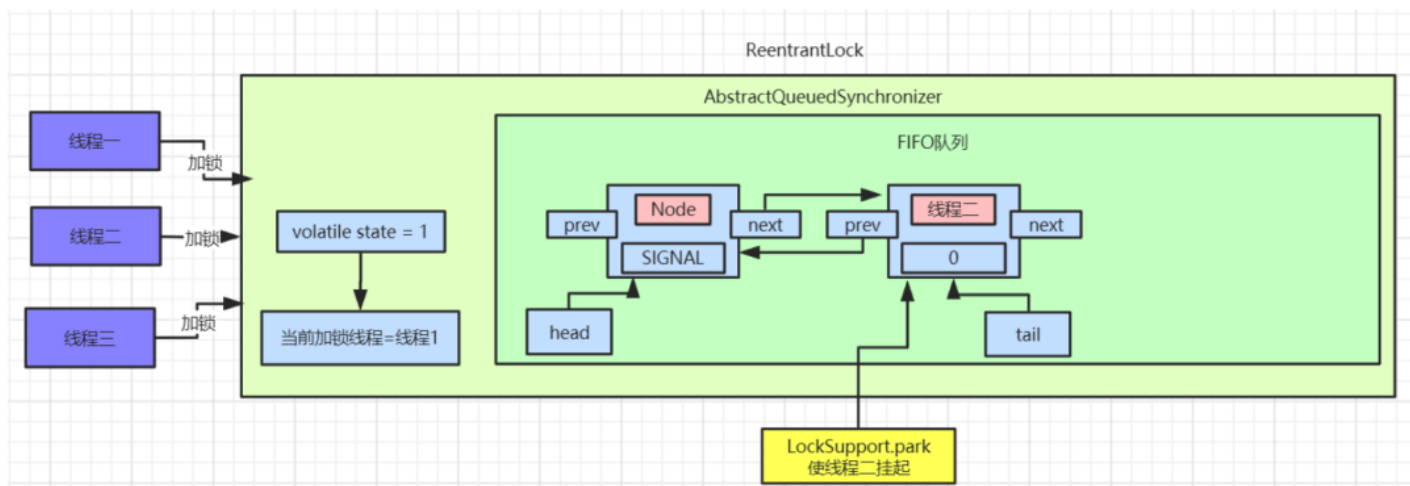 ReentrantLock
AbstractQueuedSynchronizer
FIFO队列
线程一
加锁
线程二
加锁
线程三
加锁
volatile state = 1
当前加锁线程=线程1
Node
prev
next
SIGNAL
head
线程二
prev
next
0
tail
LockSupport.park
使线程二挂起